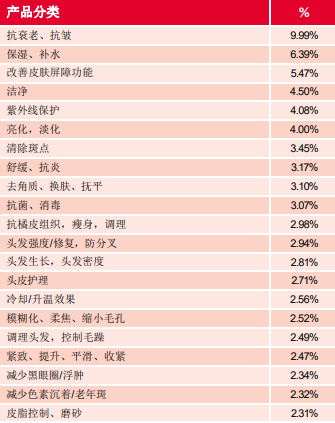 产品分类 %
抗衰老、抗皱 9.99%
保湿、补水 6.39%
改善皮肤屏障功能 5.47%
洁净 4.50%
紫外线保护 4.08%
亮化，淡化 4.00%
清除斑点 3.45%
舒缓、抗炎 3.17%
去角质、换肤、抚平 3.10%
抗菌、消毒 3.07%
抗橘皮组织，瘦身，调理 2.98%
头发强度/修复，防分叉 2.94%
头发生长，头发密度 2.81%
头皮护理 2.71%
冷却/升温效果 2.56%
模糊化、柔焦、缩小毛孔 2.52%
调理头发，控制毛躁 2.49%
紧致、提升、平滑、收紧 2.47%
减少黑眼圈/浮肿 2.34%
减少色素沉着/老年斑 2.32%
皮脂控制、磨砂 2.31%